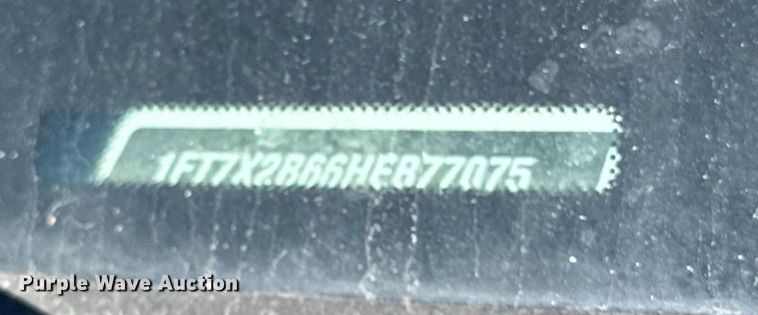 1FT7X2B66HEB77075
Purple Wave Auction